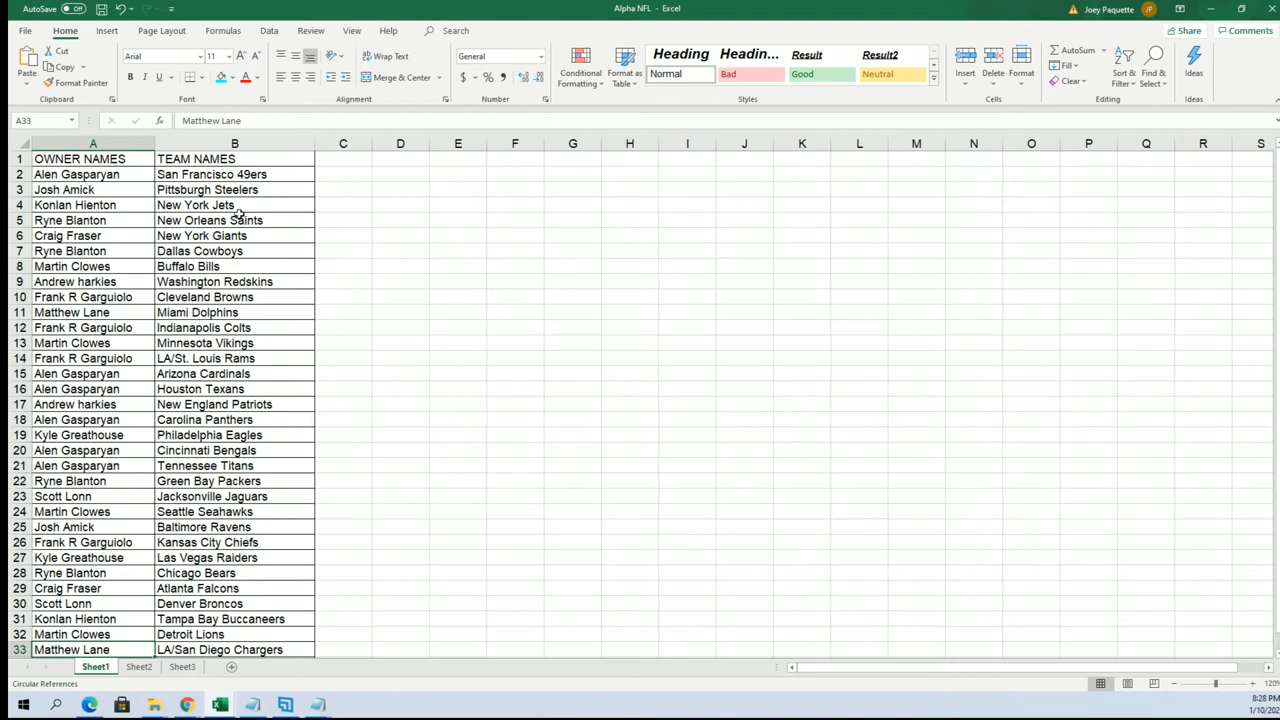 AutoSave Off Alpha NFL - Excel Joey Paquette JP
File Home Insert Page Layout Formulas Data Review View Help Search Share Comments
Paste Cut Copy Format Painter Clipboard
Arial 11 B I U A A Font
Wrap Text Merge & Center Alignment
General $ % Number
Conditional Formatting Format as Table
Heading Headin... Result Result2
Normal Bad Good Neutral
Styles
Insert Delete Format Cells
AutoSum Fill Clear Sort & Filter Find & Select Editing
Ideas Ideas
A33 fx Matthew Lane
A B C D E F G H I J K L M N O P Q R S
1 OWNER NAMES TEAM NAMES
2 Alen Gasparyan San Francisco 49ers
3 Josh Amick Pittsburgh Steelers
4 Konlan Hienton New York Jets
5 Ryne Blanton New Orleans Saints
6 Craig Fraser New York Giants
7 Ryne Blanton Dallas Cowboys
8 Martin Clowes Buffalo Bills
9 Andrew harkies Washington Redskins
10 Frank R Garguiolo Cleveland Browns
11 Matthew Lane Miami Dolphins
12 Frank R Garguiolo Indianapolis Colts
13 Martin Clowes Minnesota Vikings
14 Frank R Garguiolo LA/St. Louis Rams
15 Alen Gasparyan Arizona Cardinals
16 Alen Gasparyan Houston Texans
17 Andrew harkies New England Patriots
18 Alen Gasparyan Carolina Panthers
19 Kyle Greathouse Philadelphia Eagles
20 Alen Gasparyan Cincinnati Bengals
21 Alen Gasparyan Tennessee Titans
22 Ryne Blanton Green Bay Packers
23 Scott Lonn Jacksonville Jaguars
24 Martin Clowes Seattle Seahawks
25 Josh Amick Baltimore Ravens
26 Frank R Garguiolo Kansas City Chiefs
27 Kyle Greathouse Las Vegas Raiders
28 Ryne Blanton Chicago Bears
29 Craig Fraser Atlanta Falcons
30 Scott Lonn Denver Broncos
31 Konlan Hienton Tampa Bay Buccaneers
32 Martin Clowes Detroit Lions
33 Matthew Lane LA/San Diego Chargers
Sheet1 Sheet2 Sheet3
Circular References 120%
8:28 PM
1/10/202